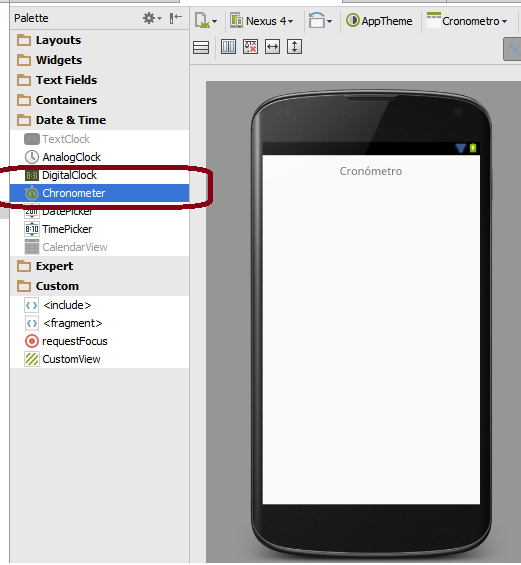 Palette
Nexus 4
AppTheme
Cronometro
Layouts
Widgets
Text Fields
Containers
Date & Time
TextClock
AnalogClock
DigitalClock
Chronometer
DatePicker
TimePicker
CalendarView
Expert
Custom
<include>
<fragment>
requestFocus
CustomView
Cronómetro